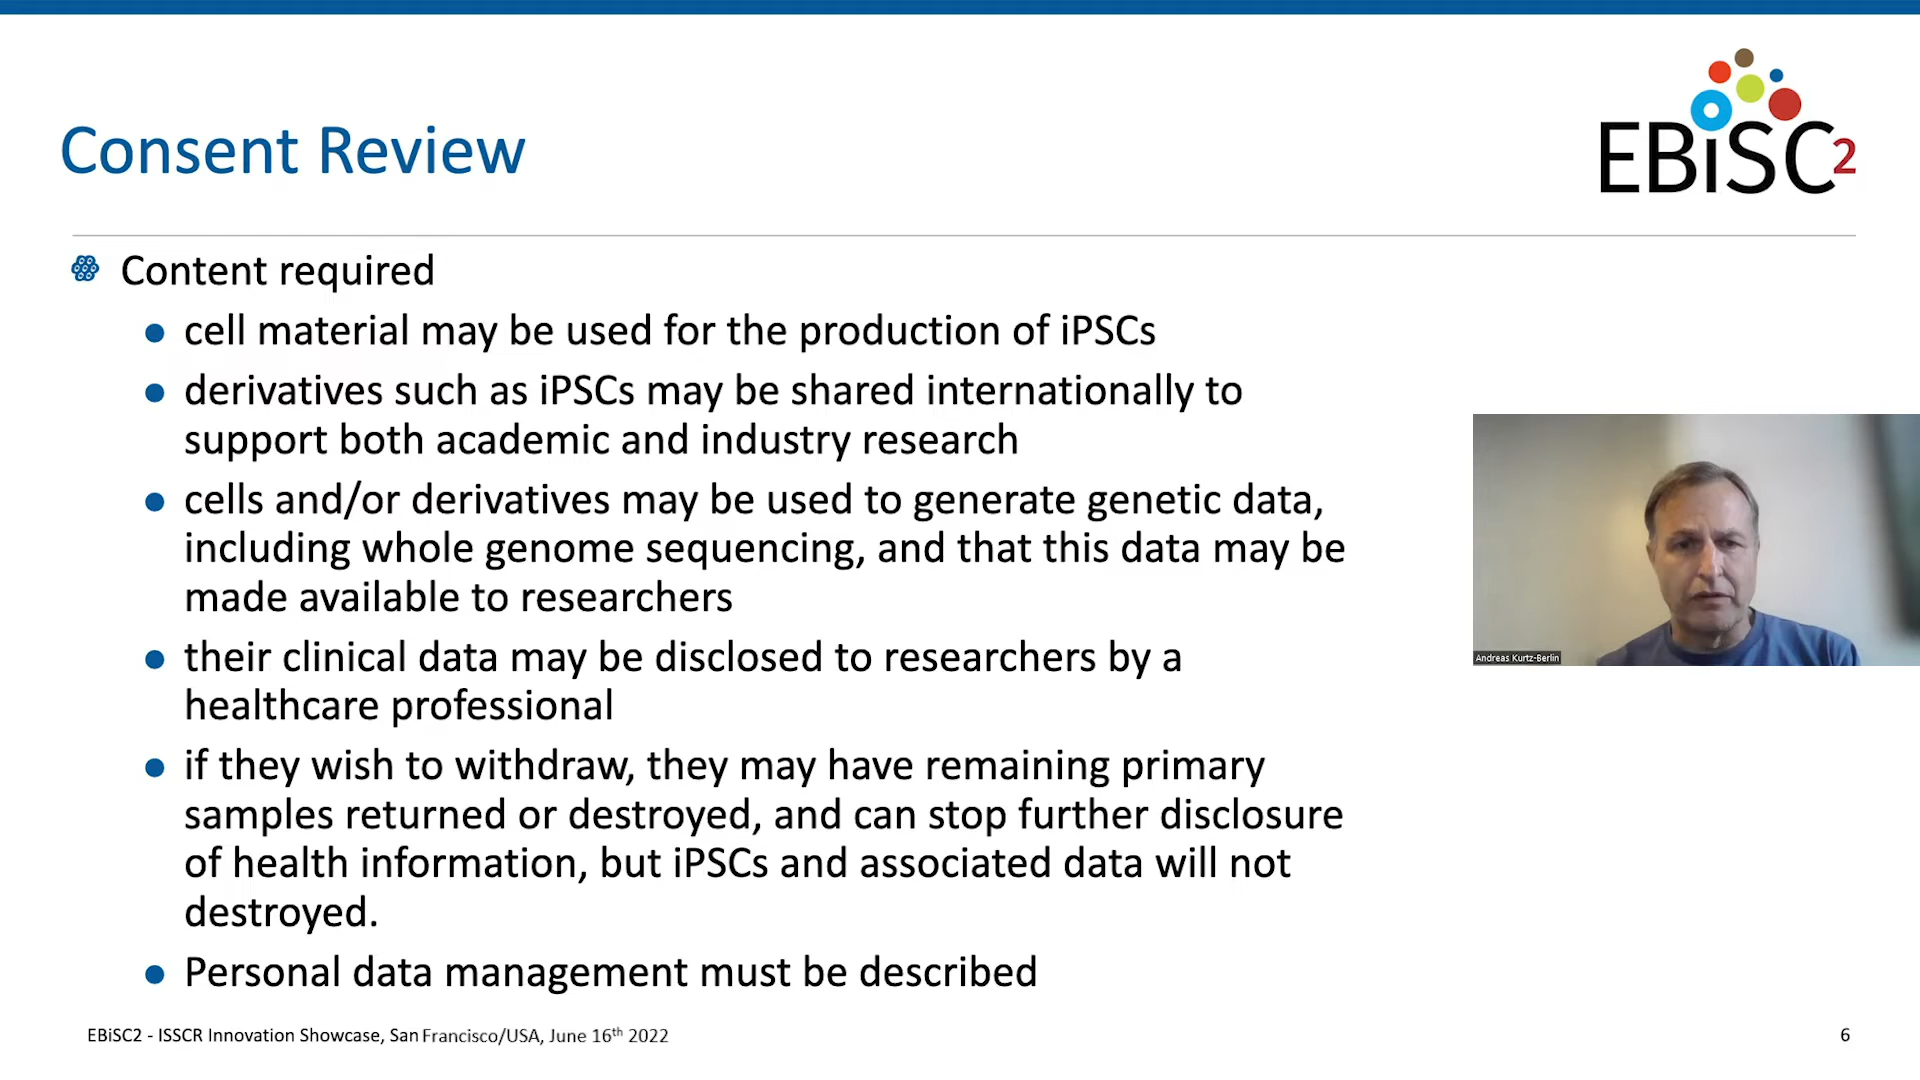 EBiSC2
Consent Review
Content required
cell material may be used for the production of iPSCs
derivatives such as iPSCs may be shared internationally to
support both academic and industry research
cells and/or derivatives may be used to generate genetic data,
including whole genome sequencing, and that this data may be
made available to researchers
their clinical data may be disclosed to researchers by a
healthcare professional
if they wish to withdraw, they may have remaining primary
samples returned or destroyed, and can stop further disclosure
of health information, but iPSCs and associated data will not
destroyed.
Personal data management must be described
Andreas Kurtz-Berlin
EBiSC2 - ISSCR Innovation Showcase, San Francisco/USA, June 16th 2022
6